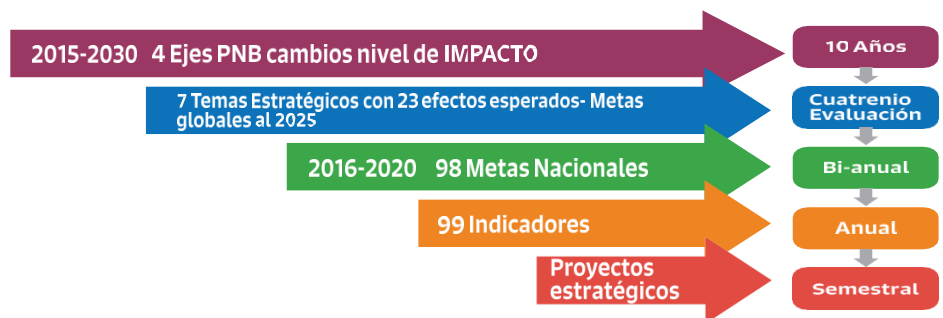 2015-2030 4 Ejes PNB cambios nivel de IMPACTO
10 Años
7 Temas Estratégicos con 23 efectos esperados- Metas
globales al 2025
Cuatrenio
Evaluación
2016-2020 98 Metas Nacionales
Bi-anual
99 Indicadores
Anual
Proyectos
estratégicos
Semestral